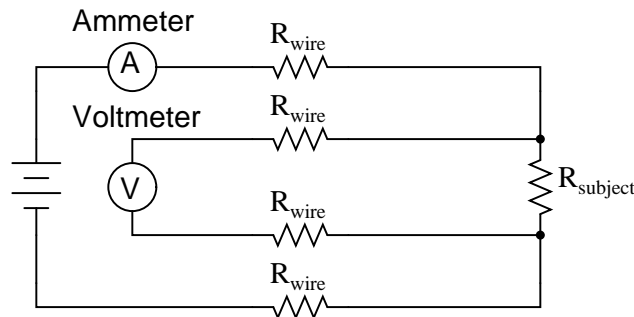 Ammeter
A
R_wire
Voltmeter
R_wire
V
R_subject
R_wire
R_wire